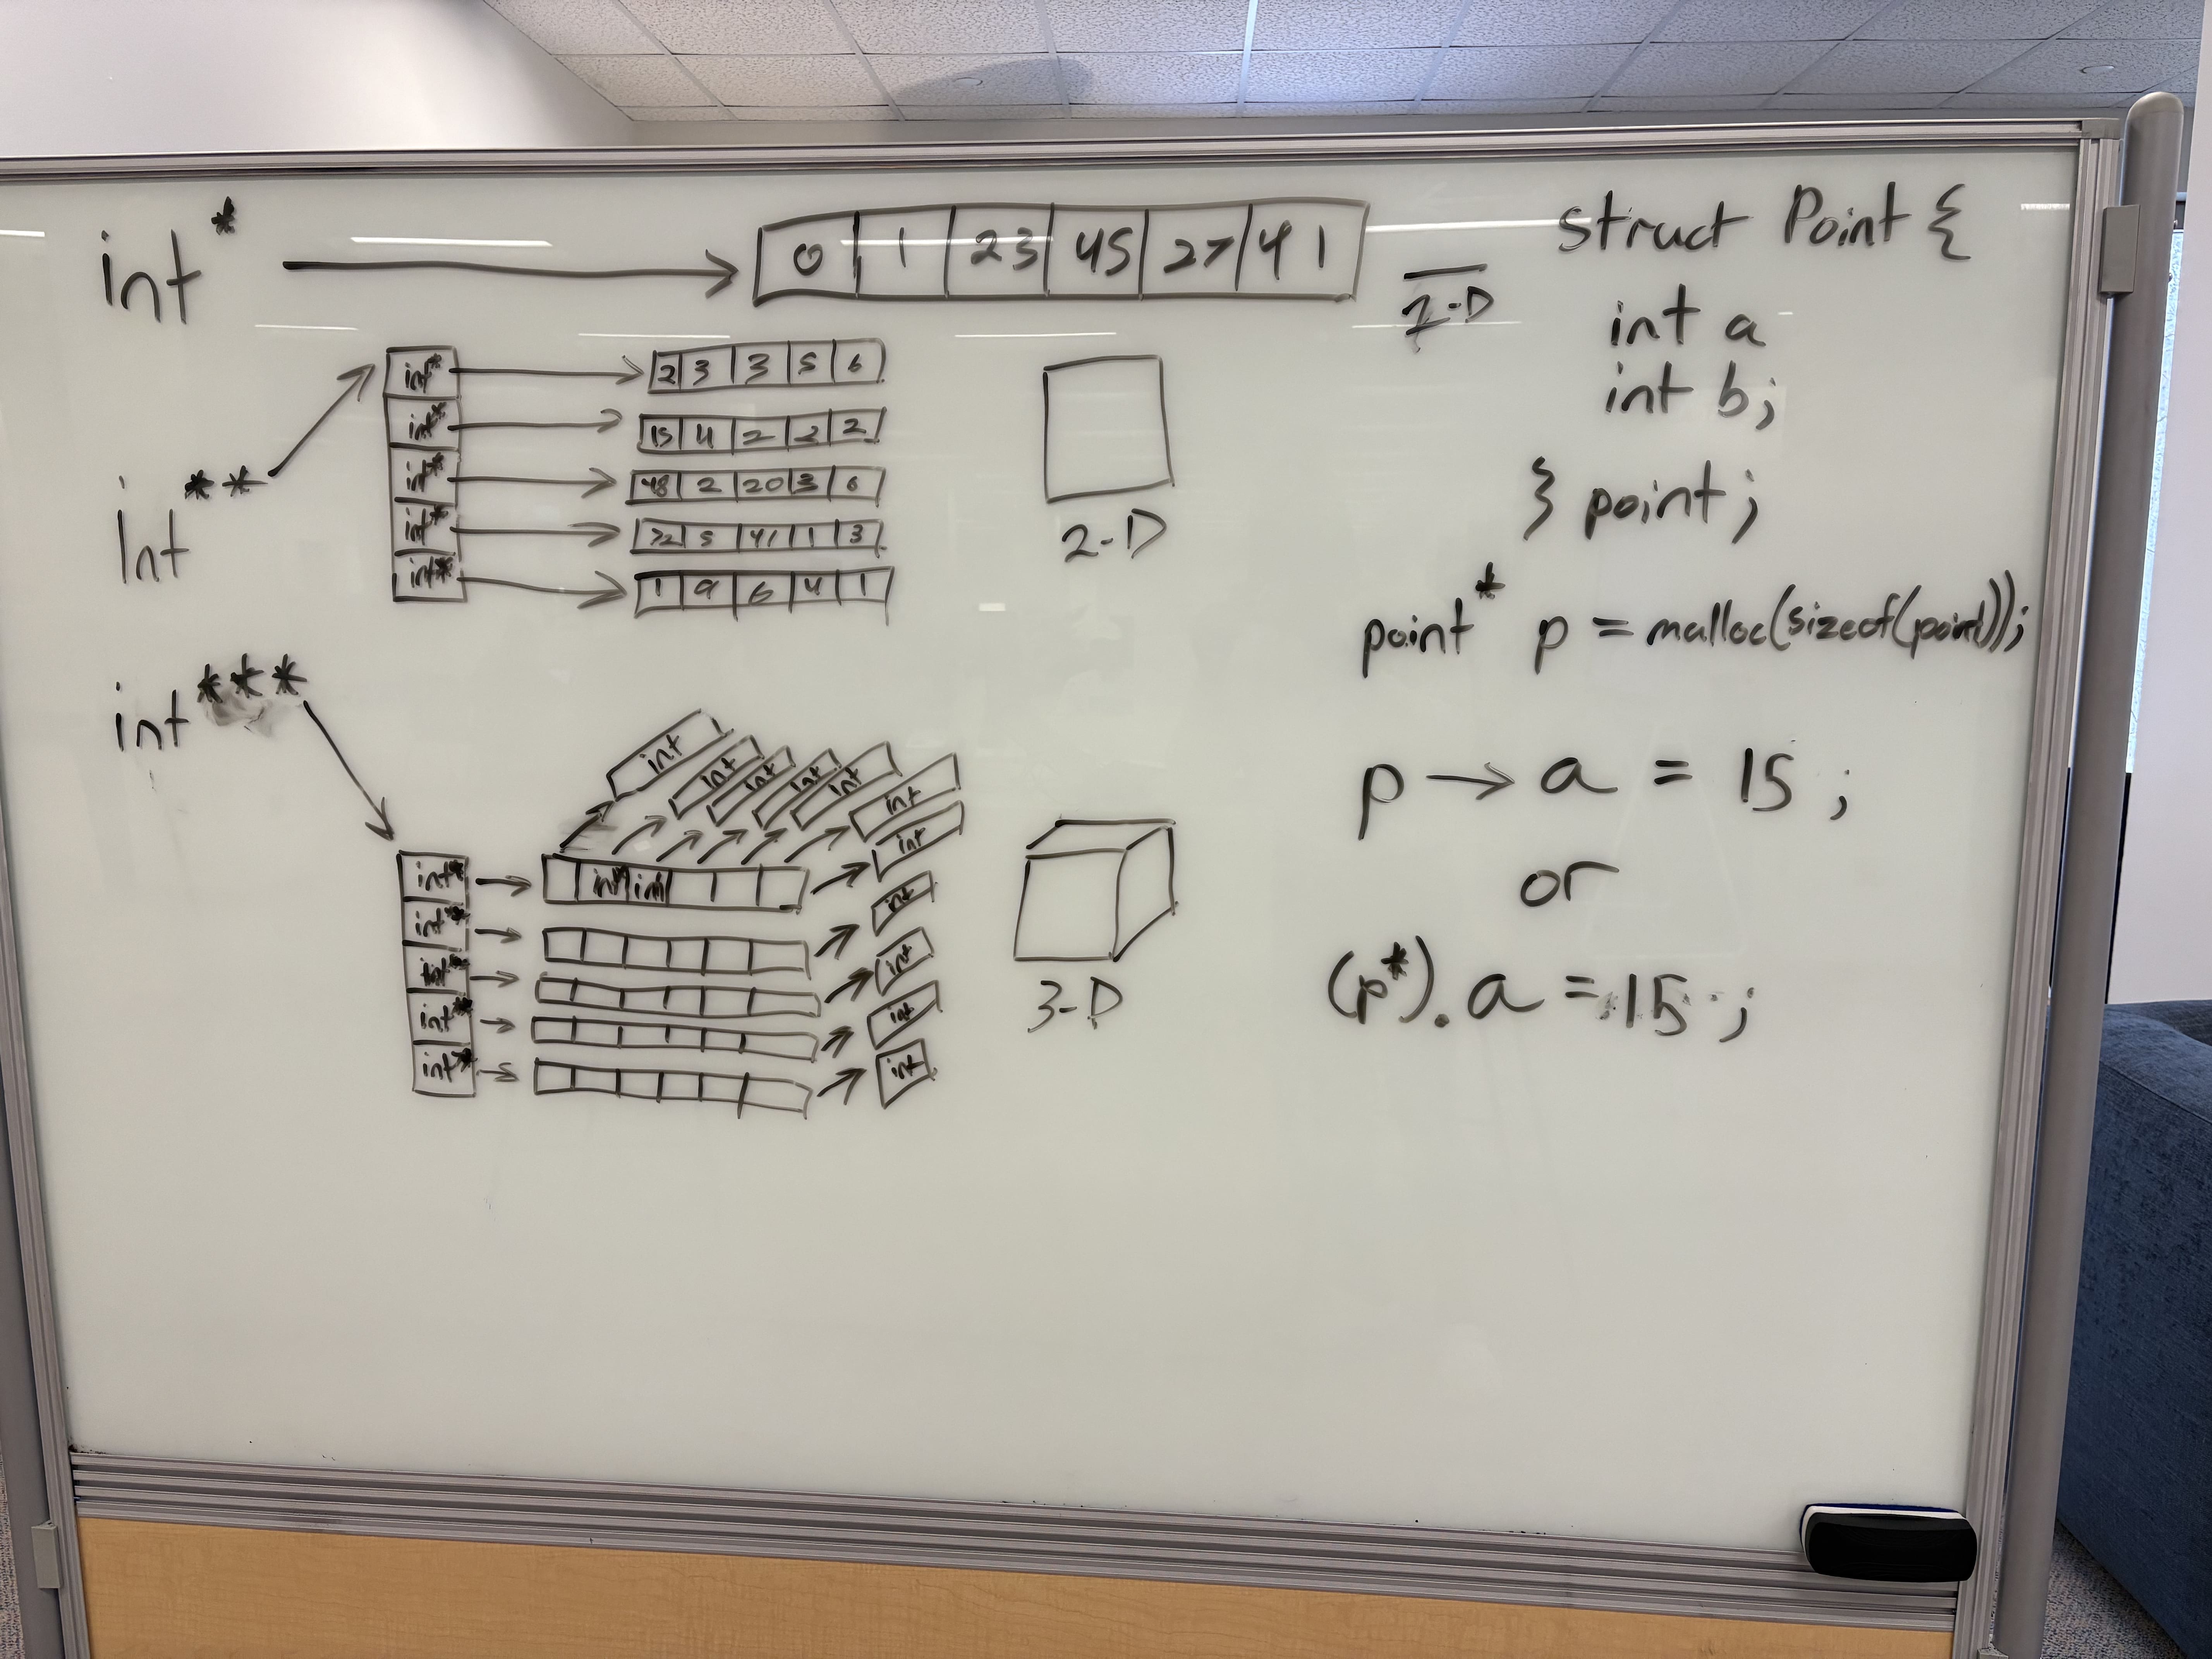 int*
0 1 23 45 27 41
1-D
int**
int* 2 3 3 5 6
int* 15 4 2 2 2
int* 48 2 20 3 6
int* 5 41 1 3
int* 1 9 6 4 1
2-D
int***
int
int
int
int
int
int
int
int* int int
int* int
int* int
int* int
int* int
3-D
struct Point {
int a
int b;
} point;
point* p = malloc(sizeof(point));
p → a = 15 ;
or
(p*).a = 15 ;